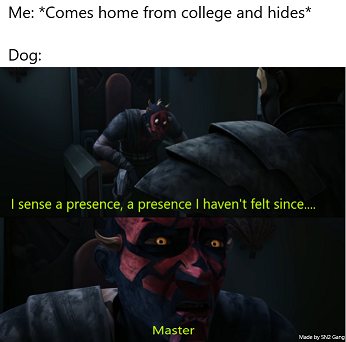 Me: *Comes home from college and hides*
Dog:
I sense a presence, a presence I haven't felt since....
Master
Made by SN2 Gang